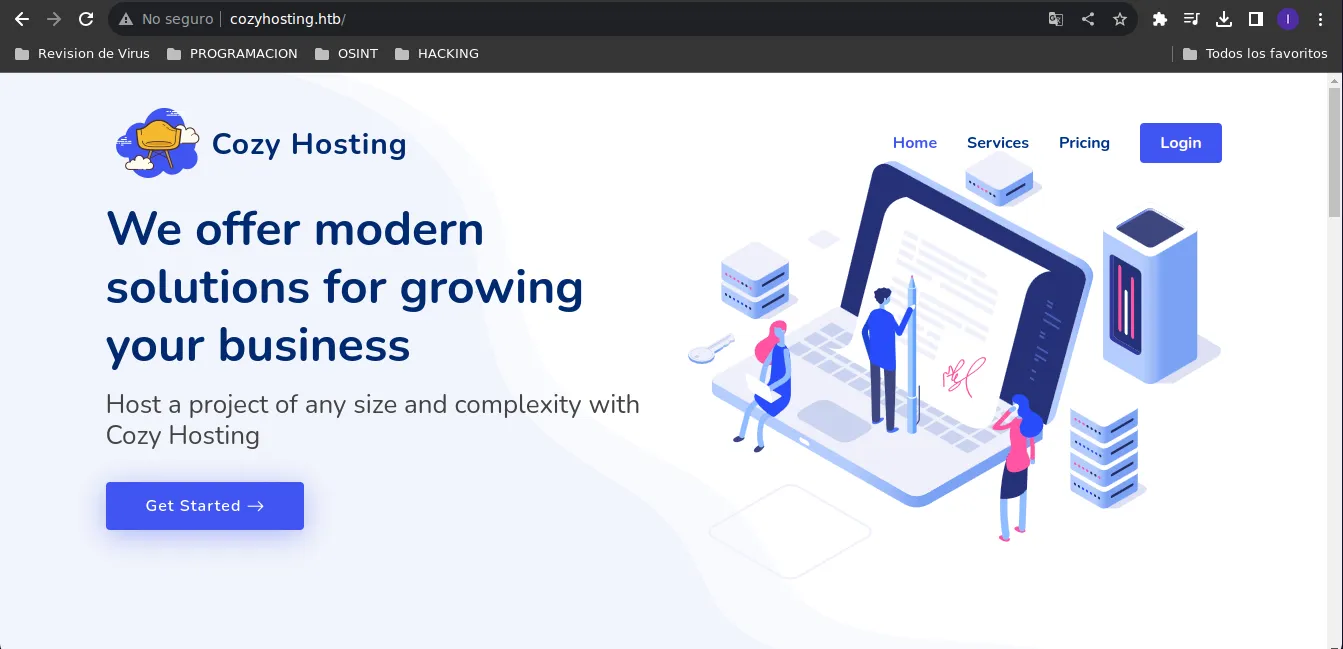 No seguro
cozyhosting.htb/
I
Revision de Virus
PROGRAMACION
OSINT
HACKING
Todos los favoritos
Cozy Hosting
Home
Services
Pricing
Login
We offer modern
solutions for growing
your business
Host a project of any size and complexity with
Cozy Hosting
Get Started →